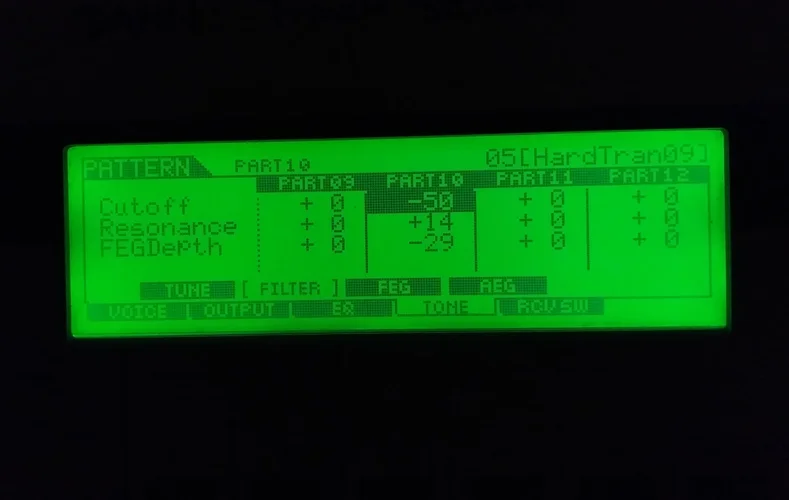 PATTERN PART10 05[HardTran09]
PART09 PART10 PART11 PART12
Cutoff + 0 -50 + 0 + 0
Resonance + 0 +14 + 0 + 0
FEGDepth + 0 -29 + 0 + 0
TUNE [ FILTER ] FEG AEG
VOICE OUTPUT EQ TONE RCV SW